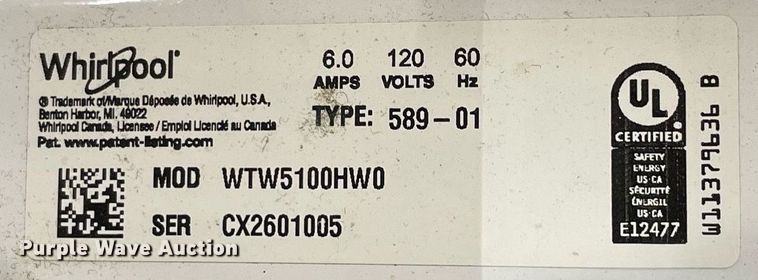 Whirlpool®
6.0 120 60
AMPS VOLTS Hz
® Trademark of/Marque Déposée de Whirlpool, U.S.A.,
Benton Harbor, MI. 49022
Whirlpool Canada, Licensee / Emploi Licencié au Canada
Pat. www.patent-listing.com
TYPE: 589-01
MOD WTW5100HW0
SER CX2601005
UL
CERTIFIED
SAFETY
ENERGY
US-CA
SÉCURITÉ
ÉNERGIE
US-CA
E12477
W11379636 B
Purple Wave Auction